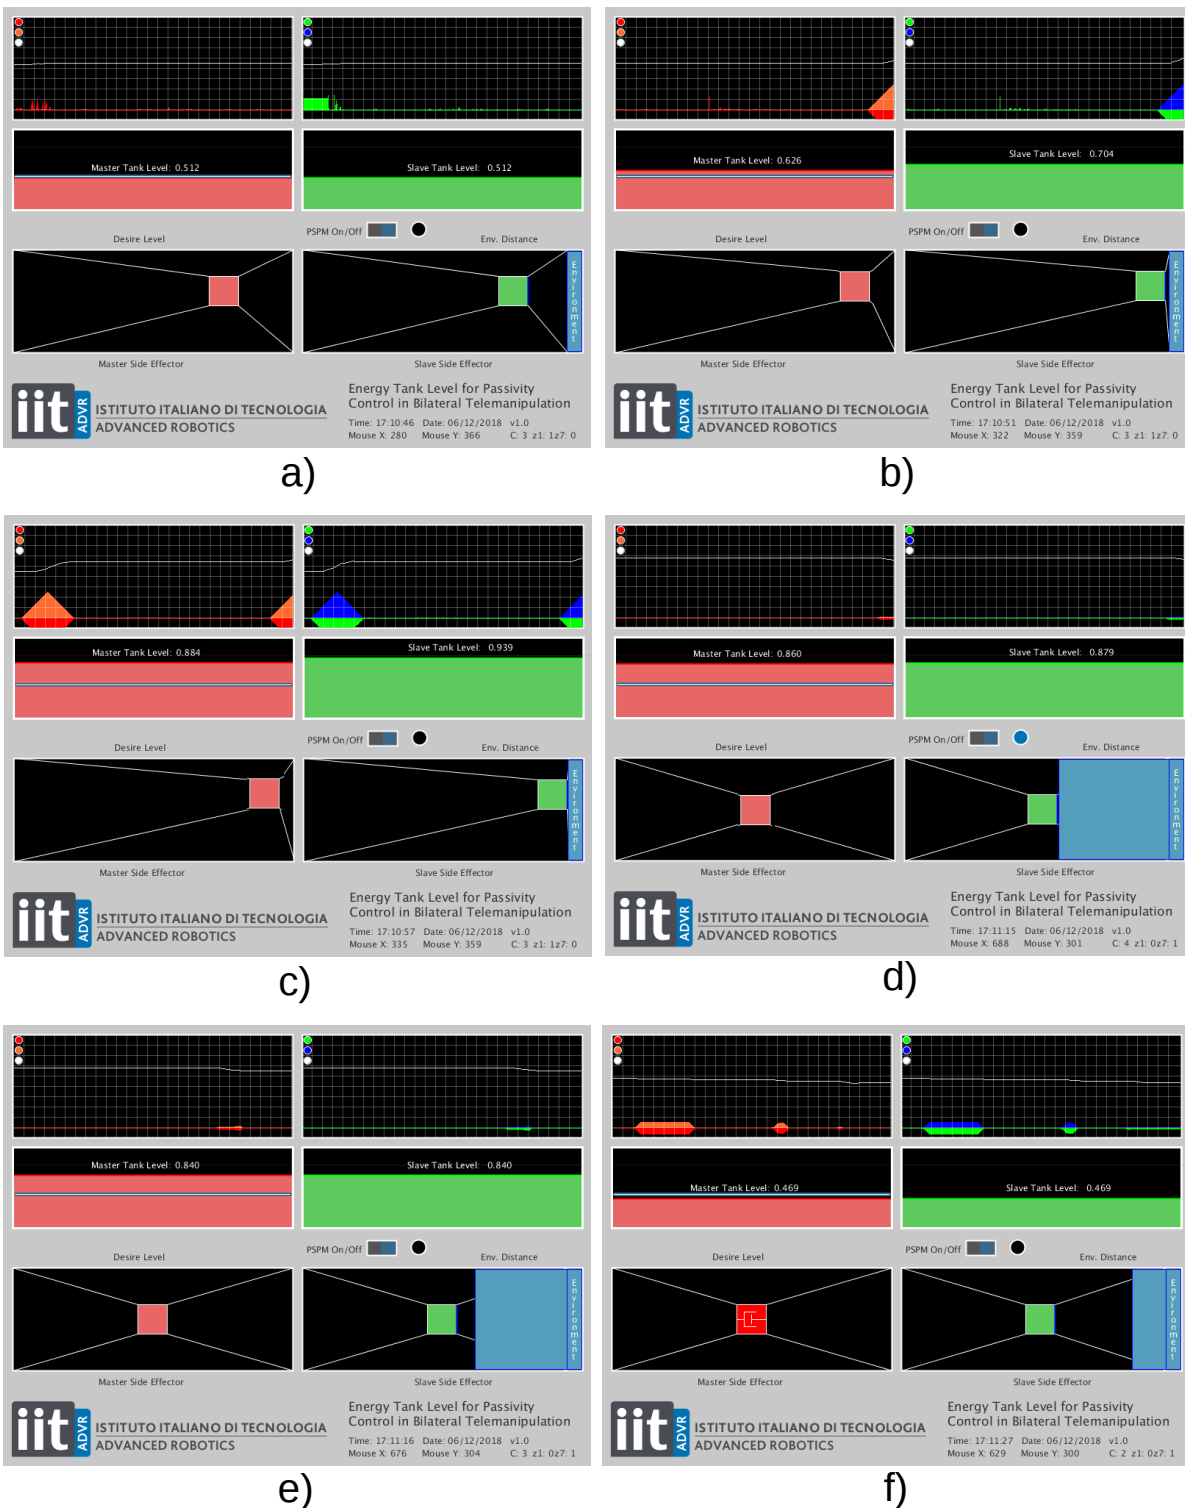 Master Tank Level: 0.512
Slave Tank Level: 0.512
PSPM On/Off
Desire Level
Env. Distance
Environment
Master Side Effector
Slave Side Effector
iit ADVR
ISTITUTO ITALIANO DI TECNOLOGIA
ADVANCED ROBOTICS
Energy Tank Level for Passivity
Control in Bilateral Telemanipulation
Time: 17:10:46 Date: 06/12/2018 v1.0
Mouse X: 280 Mouse Y: 366 C: 3 z1: 1z7: 0
a)
Master Tank Level: 0.626
Slave Tank Level: 0.704
PSPM On/Off
Desire Level
Env. Distance
Environment
Master Side Effector
Slave Side Effector
iit ADVR
ISTITUTO ITALIANO DI TECNOLOGIA
ADVANCED ROBOTICS
Energy Tank Level for Passivity
Control in Bilateral Telemanipulation
Time: 17:10:51 Date: 06/12/2018 v1.0
Mouse X: 322 Mouse Y: 359 C: 3 z1: 1z7: 0
b)
Master Tank Level: 0.884
Slave Tank Level: 0.939
PSPM On/Off
Desire Level
Env. Distance
Environment
Master Side Effector
Slave Side Effector
iit ADVR
ISTITUTO ITALIANO DI TECNOLOGIA
ADVANCED ROBOTICS
Energy Tank Level for Passivity
Control in Bilateral Telemanipulation
Time: 17:10:57 Date: 06/12/2018 v1.0
Mouse X: 335 Mouse Y: 359 C: 3 z1: 1z7: 0
c)
Master Tank Level: 0.860
Slave Tank Level: 0.879
PSPM On/Off
Desire Level
Env. Distance
Environment
Master Side Effector
Slave Side Effector
iit ADVR
ISTITUTO ITALIANO DI TECNOLOGIA
ADVANCED ROBOTICS
Energy Tank Level for Passivity
Control in Bilateral Telemanipulation
Time: 17:11:15 Date: 06/12/2018 v1.0
Mouse X: 688 Mouse Y: 301 C: 4 z1: 0z7: 1
d)
Master Tank Level: 0.840
Slave Tank Level: 0.840
PSPM On/Off
Desire Level
Env. Distance
Environment
Master Side Effector
Slave Side Effector
iit ADVR
ISTITUTO ITALIANO DI TECNOLOGIA
ADVANCED ROBOTICS
Energy Tank Level for Passivity
Control in Bilateral Telemanipulation
Time: 17:11:16 Date: 06/12/2018 v1.0
Mouse X: 676 Mouse Y: 304 C: 3 z1: 0z7: 1
e)
Master Tank Level: 0.469
Slave Tank Level: 0.469
PSPM On/Off
Desire Level
Env. Distance
Environment
Master Side Effector
Slave Side Effector
iit ADVR
ISTITUTO ITALIANO DI TECNOLOGIA
ADVANCED ROBOTICS
Energy Tank Level for Passivity
Control in Bilateral Telemanipulation
Time: 17:11:27 Date: 06/12/2018 v1.0
Mouse X: 629 Mouse Y: 300 C: 2 z1: 0z7: 1
f)